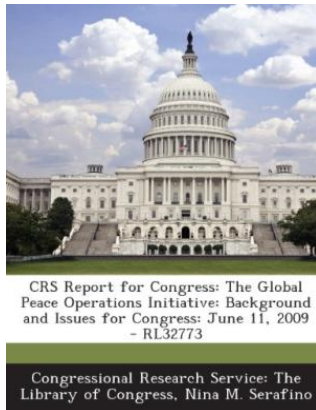 CRS Report for Congress: The Global
Peace Operations Initiative: Background
and Issues for Congress: June 11, 2009
- RL32773
Congressional Research Service: The
Library of Congress, Nina M. Serafino